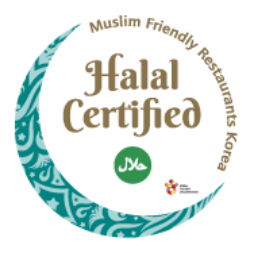 Muslim Friendly Restaurants Korea
Halal
Certified
حلال